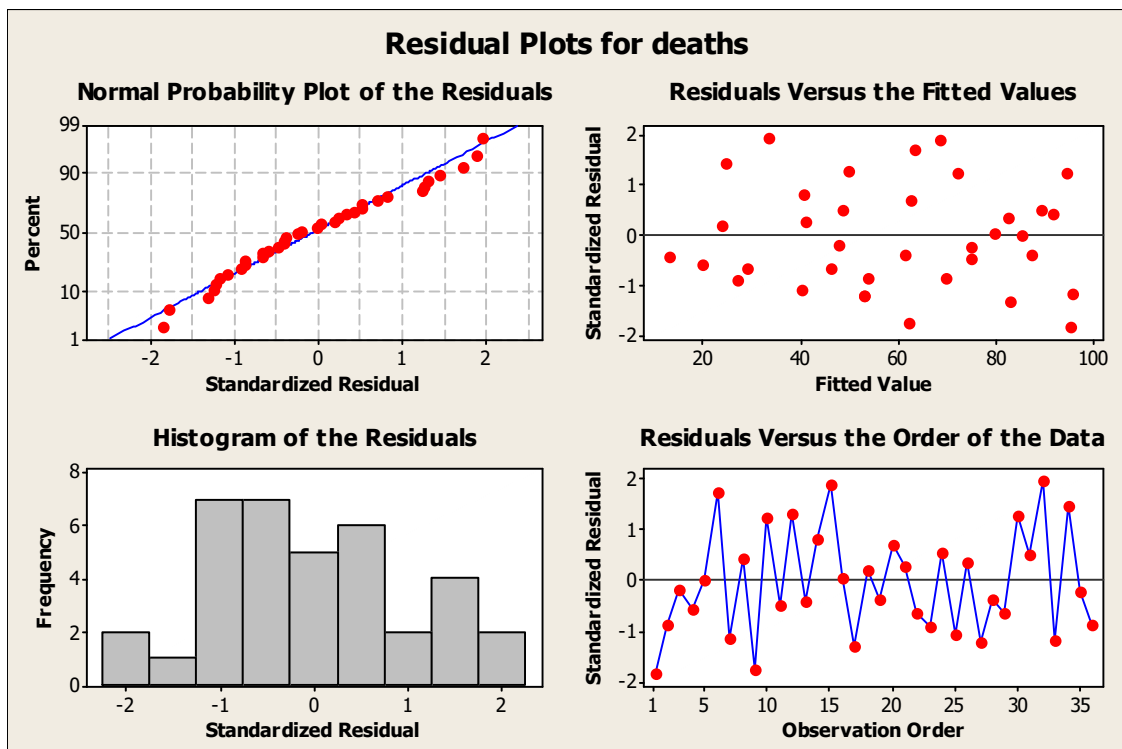 Residual Plots for deaths
Normal Probability Plot of the Residuals
99
90
50
10
1
Percent
-2 -1 0 1 2
Standardized Residual
Residuals Versus the Fitted Values
2
1
0
-1
-2
Standardized Residual
20 40 60 80 100
Fitted Value
Histogram of the Residuals
8
6
4
2
0
Frequency
-2 -1 0 1 2
Standardized Residual
Residuals Versus the Order of the Data
2
1
0
-1
-2
Standardized Residual
1 5 10 15 20 25 30 35
Observation Order